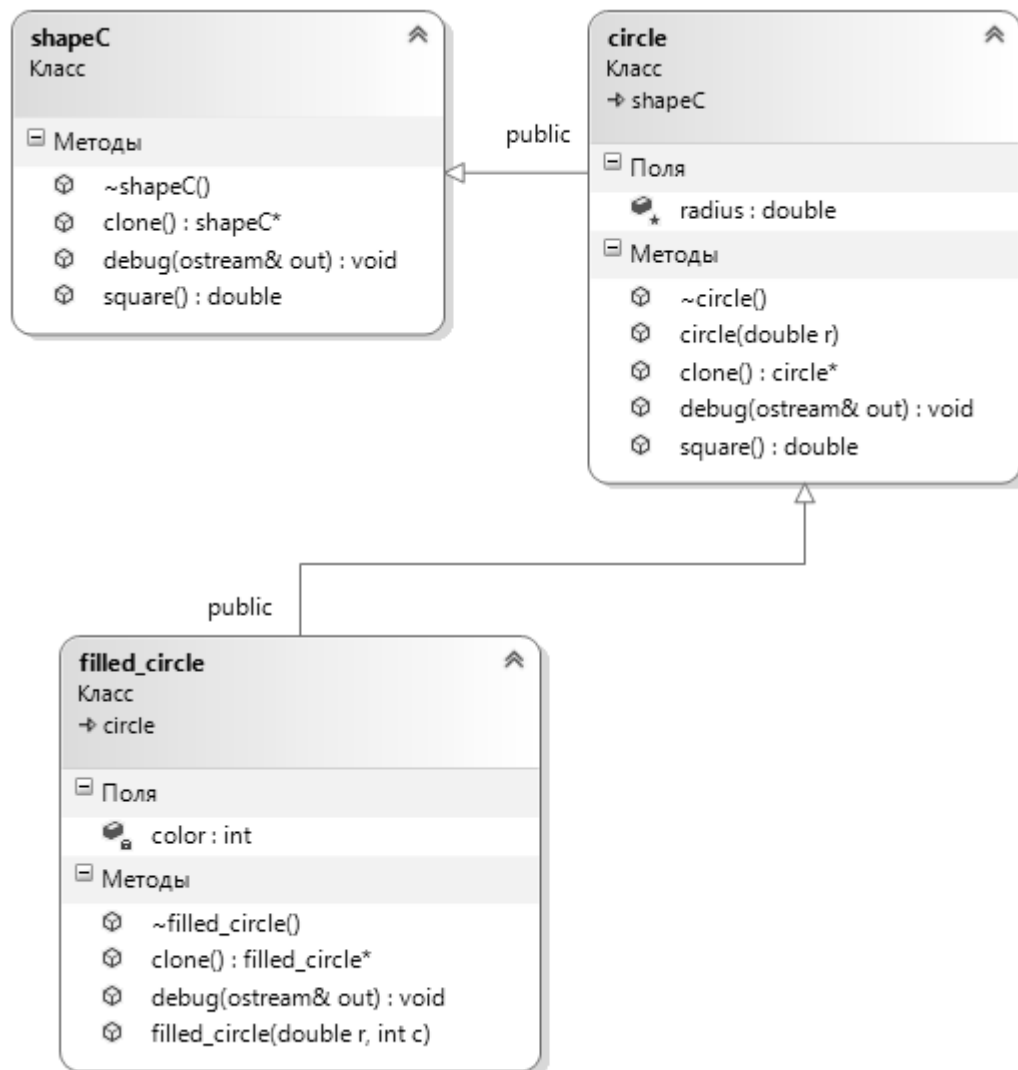 shapeC
Класс
Методы
~shapeC()
clone() : shapeC*
debug(ostream& out) : void
square() : double
public
circle
Класс
shapeC
Поля
radius : double
Методы
~circle()
circle(double r)
clone() : circle*
debug(ostream& out) : void
square() : double
public
filled_circle
Класс
circle
Поля
color : int
Методы
~filled_circle()
clone() : filled_circle*
debug(ostream& out) : void
filled_circle(double r, int c)